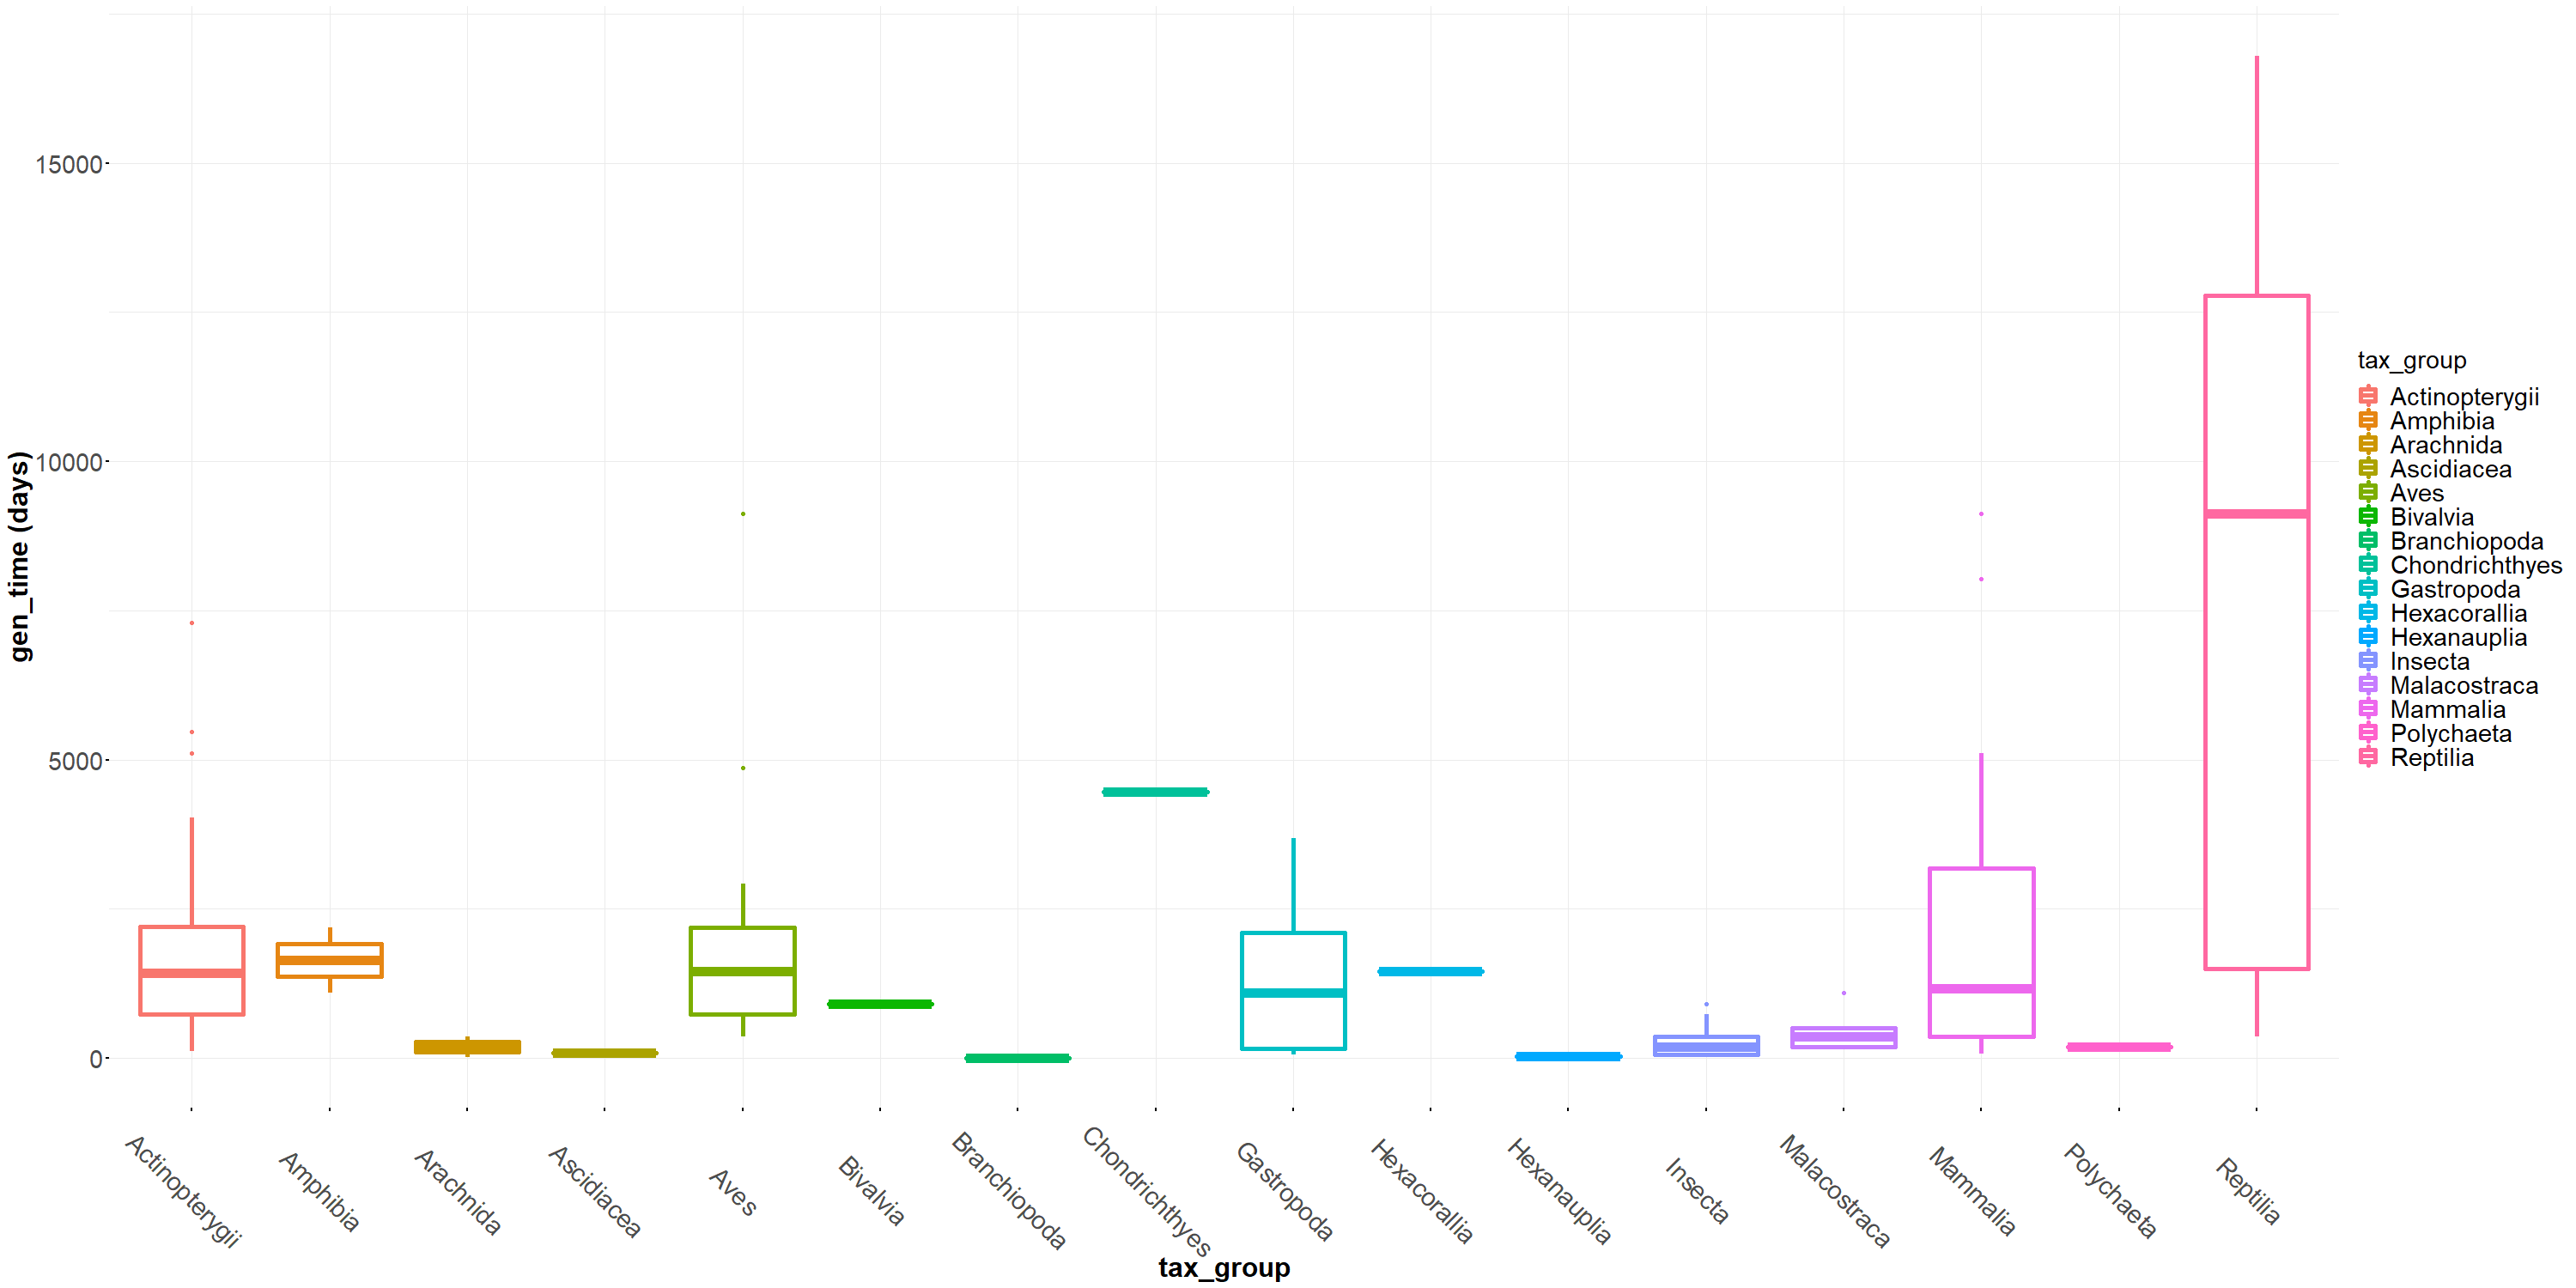 15000
10000
5000
0
gen_time (days)
Actinopterygii
Amphibia
Arachnida
Ascidiacea
Aves
Bivalvia
Branchiopoda
Chondrichthyes
Gastropoda
Hexacorallia
Hexanauplia
Insecta
Malacostraca
Mammalia
Polychaeta
Reptilia
tax_group
tax_group
Actinopterygii
Amphibia
Arachnida
Ascidiacea
Aves
Bivalvia
Branchiopoda
Chondrichthyes
Gastropoda
Hexacorallia
Hexanauplia
Insecta
Malacostraca
Mammalia
Polychaeta
Reptilia